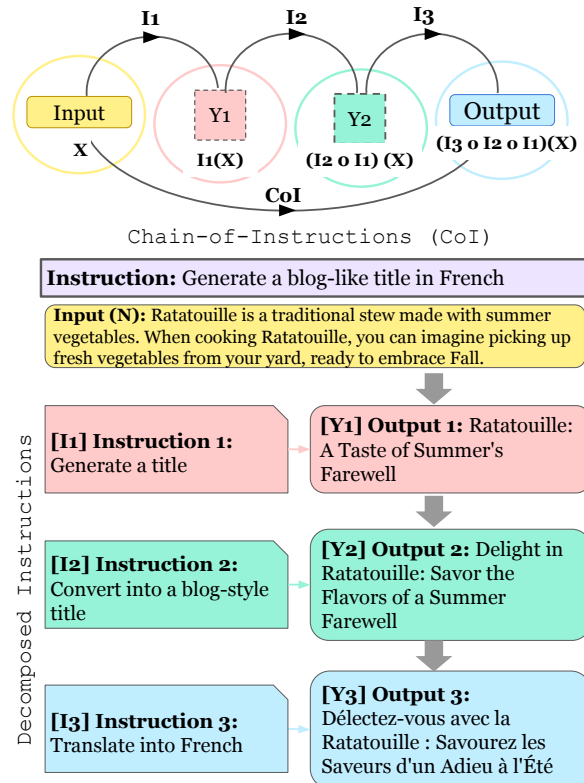 I1 I2 I3
Input Y1 Y2 Output
X I1(X) (I2 o I1) (X) (I3 o I2 o I1)(X)
CoI
Chain-of-Instructions (CoI)
Instruction: Generate a blog-like title in French
Input (N): Ratatouille is a traditional stew made with summer
vegetables. When cooking Ratatouille, you can imagine picking up
fresh vegetables from your yard, ready to embrace Fall.
Decomposed Instructions
[I1] Instruction 1:
Generate a title
[Y1] Output 1: Ratatouille:
A Taste of Summer's
Farewell
[I2] Instruction 2:
Convert into a blog-style
title
[Y2] Output 2: Delight in
Ratatouille: Savor the
Flavors of a Summer
Farewell
[I3] Instruction 3:
Translate into French
[Y3] Output 3:
Délectez-vous avec la
Ratatouille : Savourez les
Saveurs d'un Adieu à l'Été